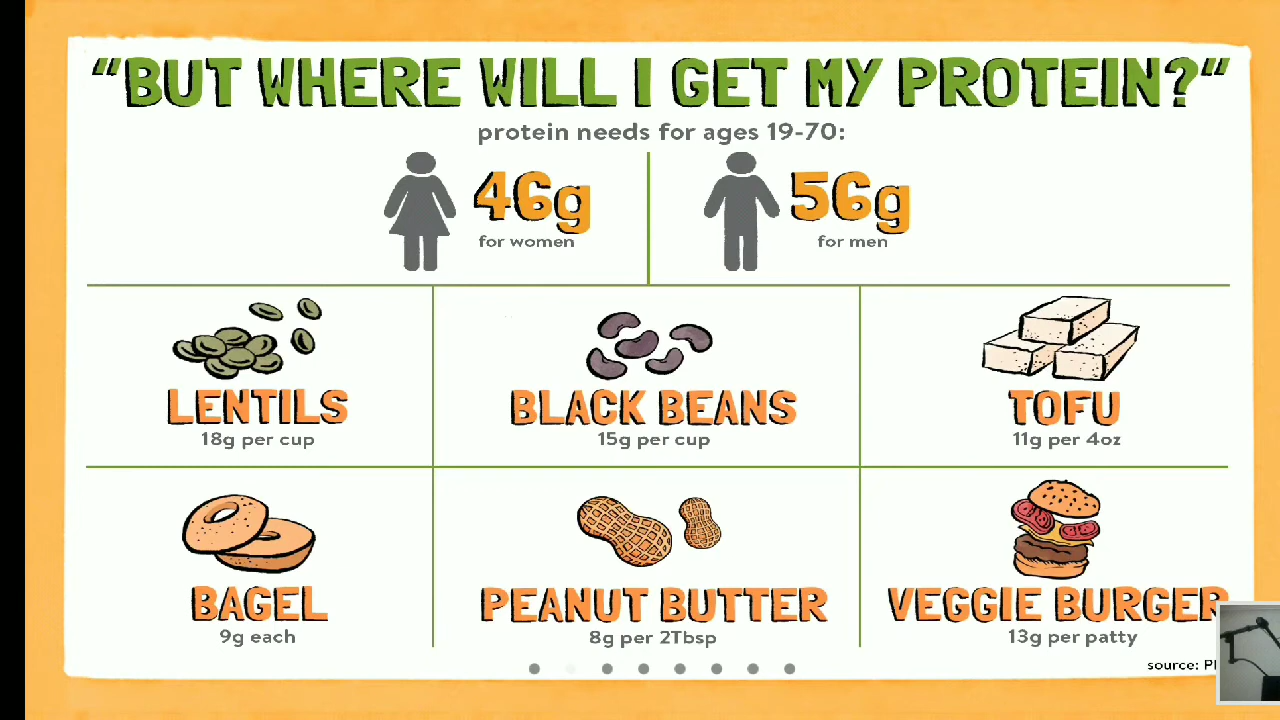 “BUT WHERE WILL I GET MY PROTEIN?“
protein needs for ages 19-70:
46g
for women
56g
for men
LENTILS
18g per cup
BLACK BEANS
15g per cup
TOFU
11g per 4oz
BAGEL
9g each
PEANUT BUTTER
8g per 2Tbsp
VEGGIE BURGER
13g per patty
source: